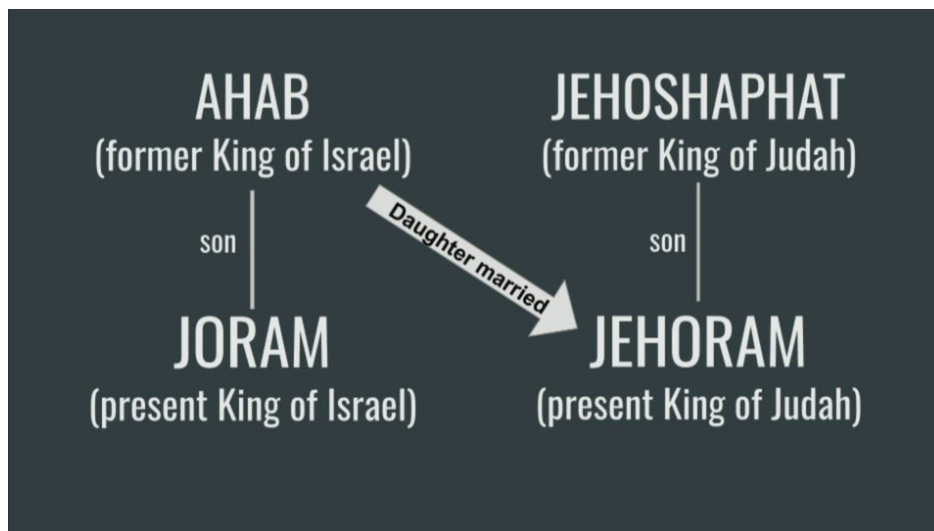 AHAB
(former King of Israel)
son
JORAM
(present King of Israel)
Daughter married
JEHOSHAPHAT
(former King of Judah)
son
JEHORAM
(present King of Judah)